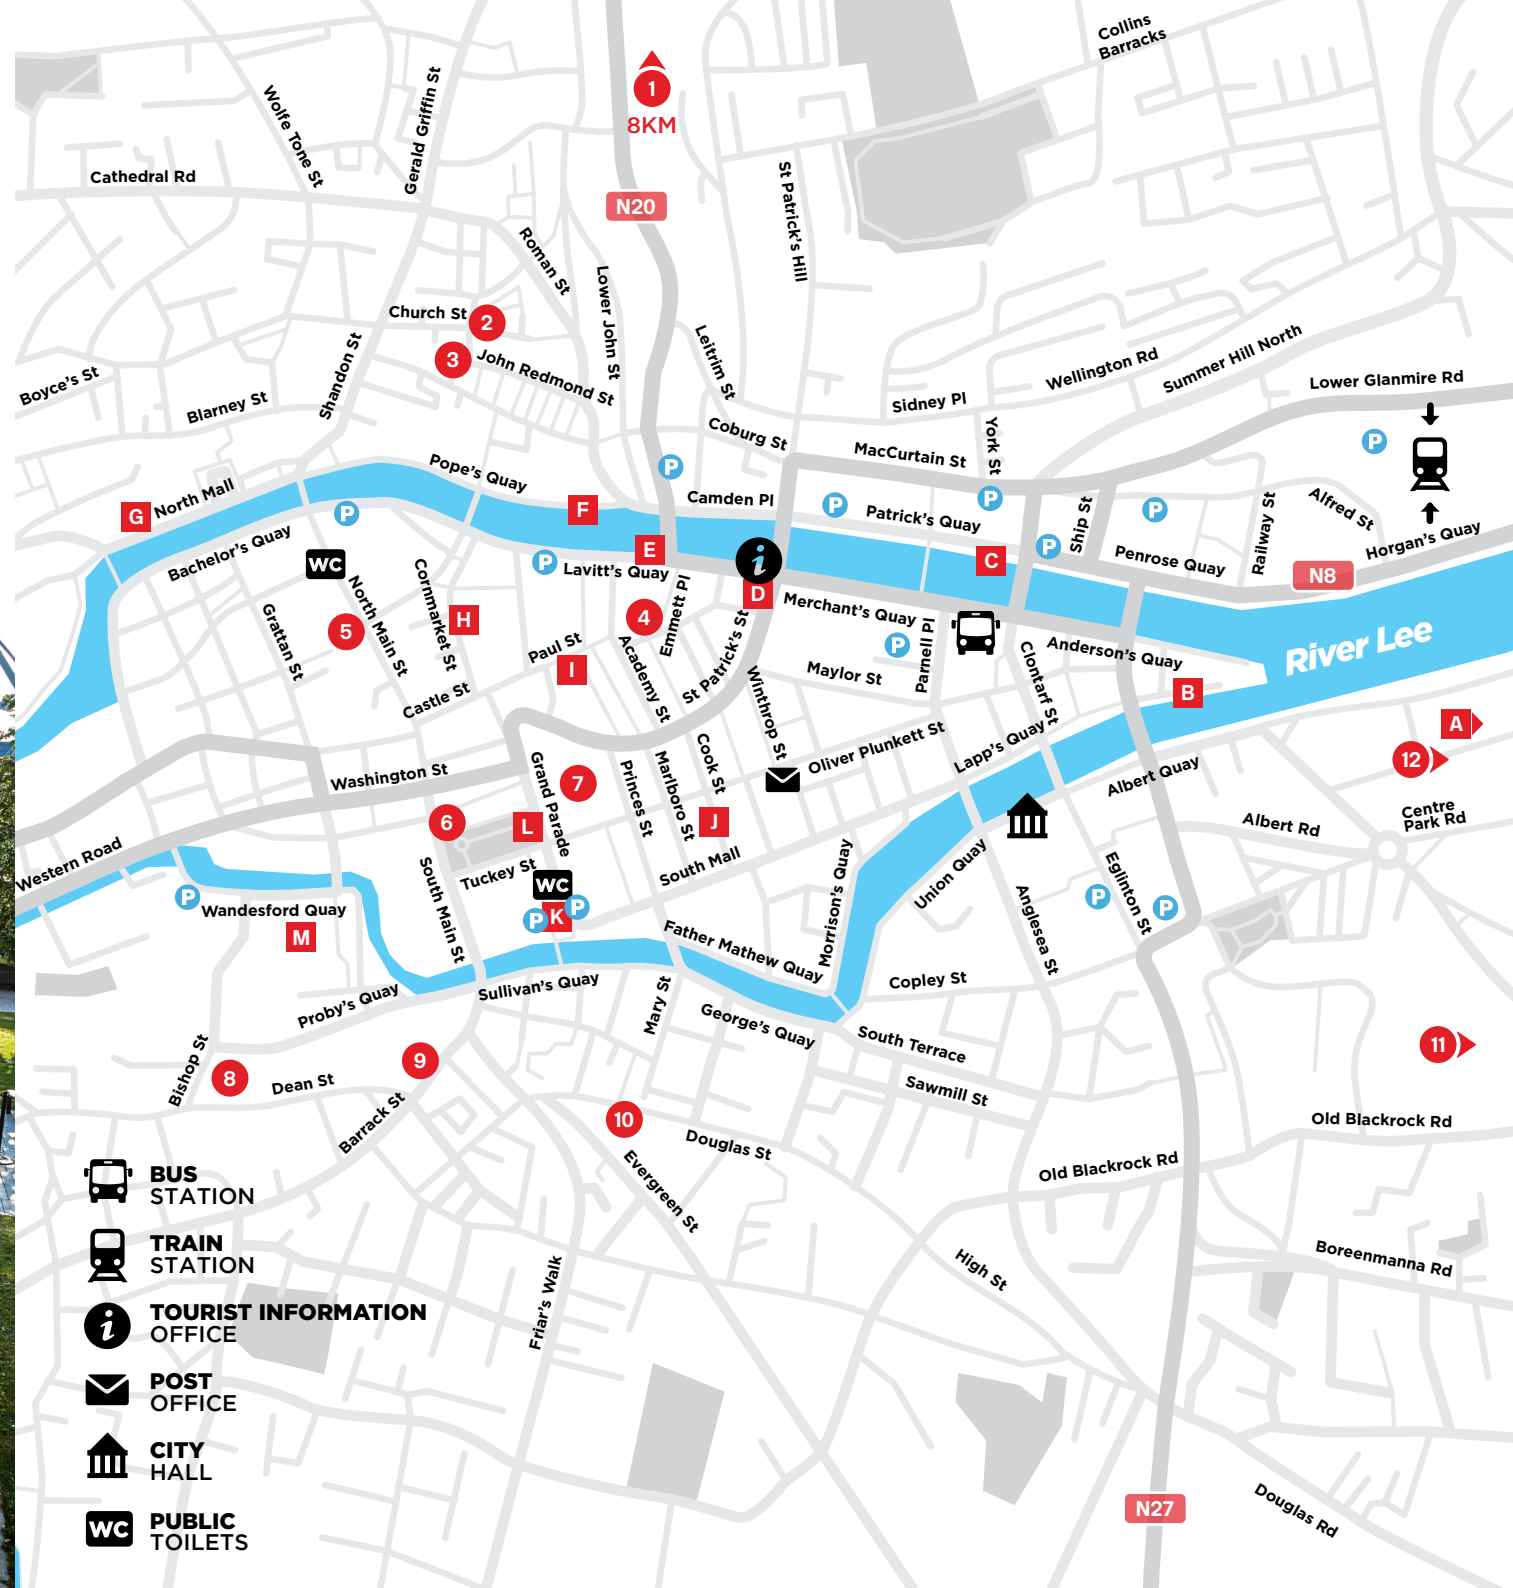 Collins
Barracks
1
8KM
Wolfe Tone St
Gerald Griffin St
Cathedral Rd
N20
St Patrick's Hill
Roman St
Lower John St
Church St
2
3
John Redmond St
Leitrim St
Shandon St
Boyce's St
Blarney St
Wellington Rd
Summer Hill North
Lower Glanmire Rd
Sidney Pl
York St
Coburg St
MacCurtain St
P
P
Pope's Quay
Camden Pl
P
P
Patrick's Quay
Ship St
P
Railway St
Alfred St
Horgan's Quay
G
North Mall
P
F
E
C
P
Penrose Quay
N8
Bachelor's Quay
WC
P
Lavitt's Quay
i
D
Merchant's Quay
Cornmarket St
North Main St
Grattan St
5
H
4
Emmett Pl
Academy St
Paul St
I
St Patrick's St
Winthrop St
Maylor St
P
Parnell Pl
Clontarf St
Anderson's Quay
River Lee
B
A
12
Castle St
Oliver Plunkett St
Lapp's Quay
Albert Quay
Washington St
Grand Parade
7
Princes St
Marlboro St
Cook St
J
6
L
Centre
Park Rd
Albert Rd
Western Road
Tuckey St
WC
South Mall
South Main St
Morrison's Quay
Union Quay
Eglinton St
P
P
Anglesea St
P
Wandesford Quay
M
P
K
P
Father Mathew Quay
Copley St
Proby's Quay
Sullivan's Quay
Mary St
George's Quay
South Terrace
Sawmill St
11
Bishop St
8
9
Dean St
Barrack St
10
Douglas St
Evergreen St
Old Blackrock Rd
Old Blackrock Rd
Boreenmanna Rd
High St
Friar's Walk
N27
Douglas Rd
BUS
STATION
TRAIN
STATION
i
TOURIST INFORMATION
OFFICE
POST
OFFICE
CITY
HALL
WC
PUBLIC
TOILETS